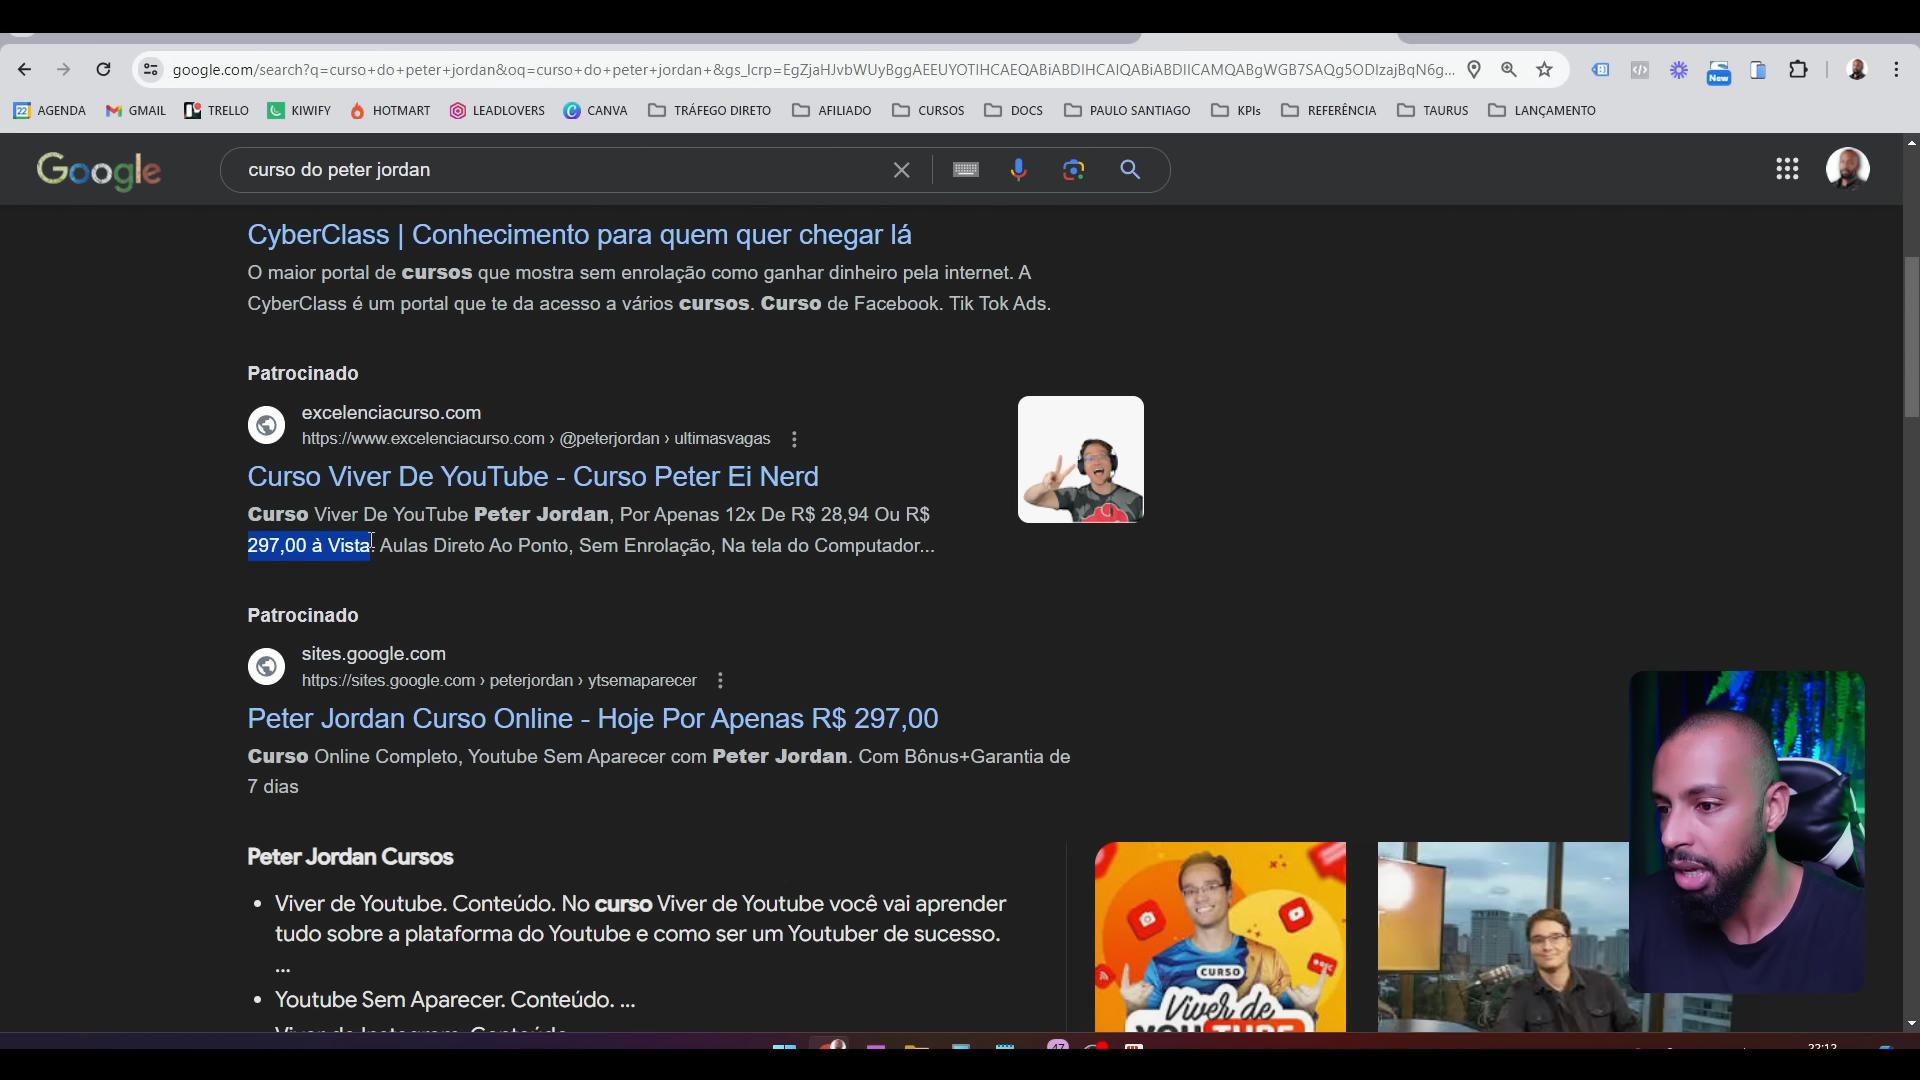 google.com/search?q=curso+do+peter+jordan&oq=curso+do+peter+jordan+&gs_lcrp=EgZjaHJvbWUyBggAEEUYOTIHCAEQABiABDIHCAIQABiABDIICAMQABgWGB7SAQg5ODIzajBqN6g...
AGENDA GMAIL TRELLO KIWIFY HOTMART LEADLOVERS CANVA TRÁFEGO DIRETO AFILIADO CURSOS DOCS PAULO SANTIAGO KPIs REFERÊNCIA TAURUS LANÇAMENTO
New
Google
curso do peter jordan
CyberClass | Conhecimento para quem quer chegar lá
O maior portal de cursos que mostra sem enrolação como ganhar dinheiro pela internet. A
CyberClass é um portal que te da acesso a vários cursos. Curso de Facebook. Tik Tok Ads.
Patrocinado
excelenciacurso.com
https://www.excelenciacurso.com › @peterjordan › ultimasvagas
Curso Viver De YouTube - Curso Peter Ei Nerd
Curso Viver De YouTube Peter Jordan, Por Apenas 12x De R$ 28,94 Ou R$
297,00 à Vista. Aulas Direto Ao Ponto, Sem Enrolação, Na tela do Computador...
Patrocinado
sites.google.com
https://sites.google.com › peterjordan › ytsemaparecer
Peter Jordan Curso Online - Hoje Por Apenas R$ 297,00
Curso Online Completo, Youtube Sem Aparecer com Peter Jordan. Com Bônus+Garantia de
7 dias
Peter Jordan Cursos
• Viver de Youtube. Conteúdo. No curso Viver de Youtube você vai aprender
tudo sobre a plataforma do Youtube e como ser um Youtuber de sucesso.
...
• Youtube Sem Aparecer. Conteúdo. ...
CURSO
Viver de
YOUTUBE
REC
47
22:12